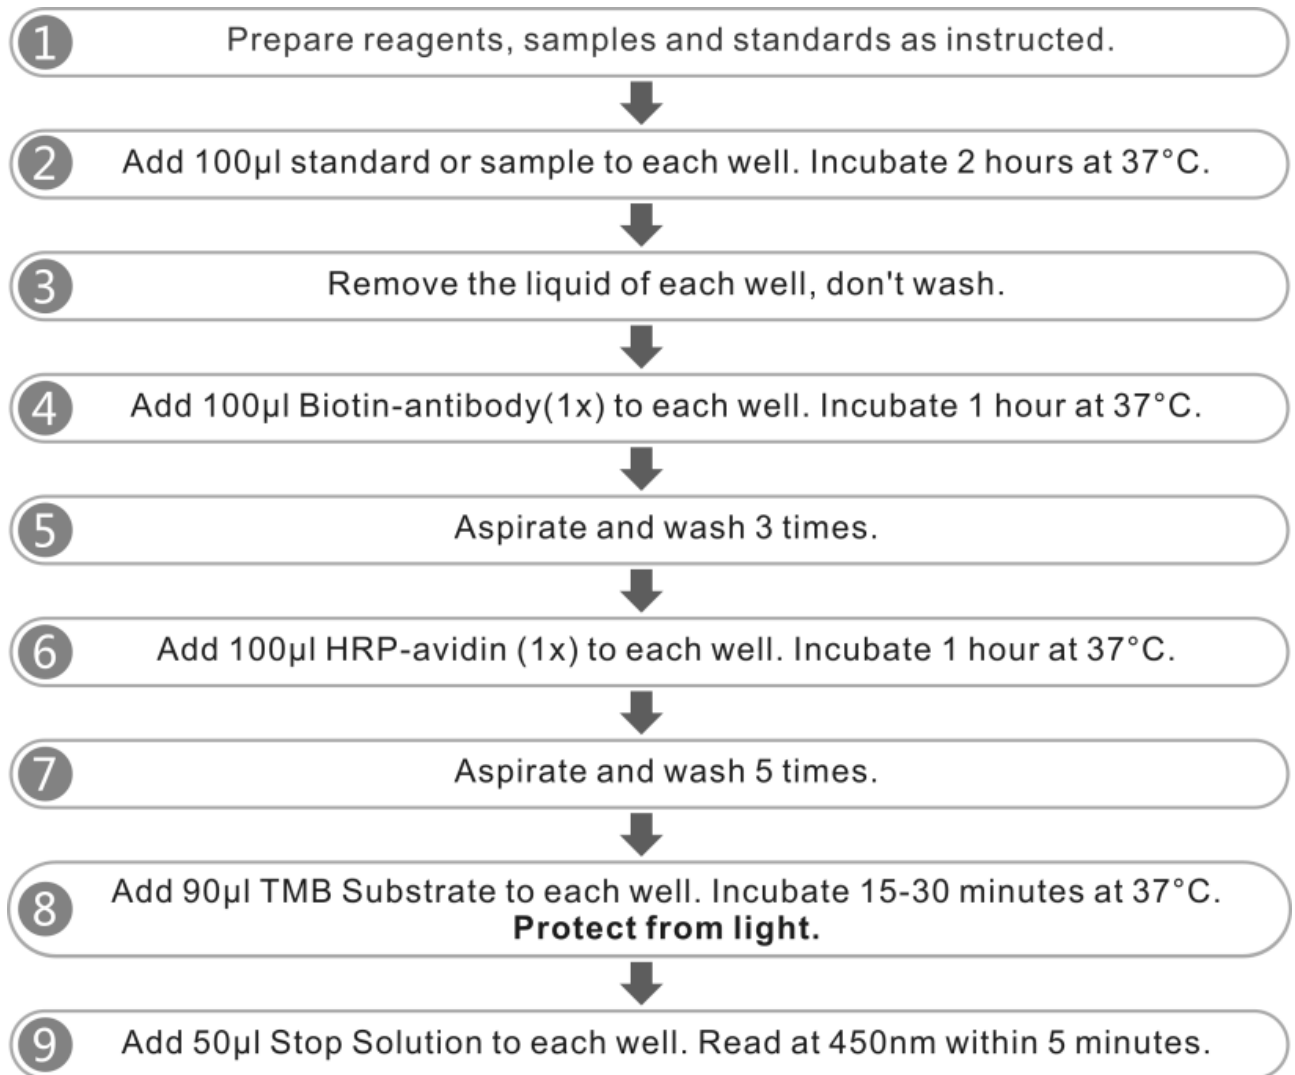 1 Prepare reagents, samples and standards as instructed.
2 Add 100μl standard or sample to each well. Incubate 2 hours at 37°C.
3 Remove the liquid of each well, don't wash.
4 Add 100μl Biotin-antibody(1x) to each well. Incubate 1 hour at 37°C.
5 Aspirate and wash 3 times.
6 Add 100μl HRP-avidin (1x) to each well. Incubate 1 hour at 37°C.
7 Aspirate and wash 5 times.
8 Add 90μl TMB Substrate to each well. Incubate 15-30 minutes at 37°C.
Protect from light.
9 Add 50μl Stop Solution to each well. Read at 450nm within 5 minutes.